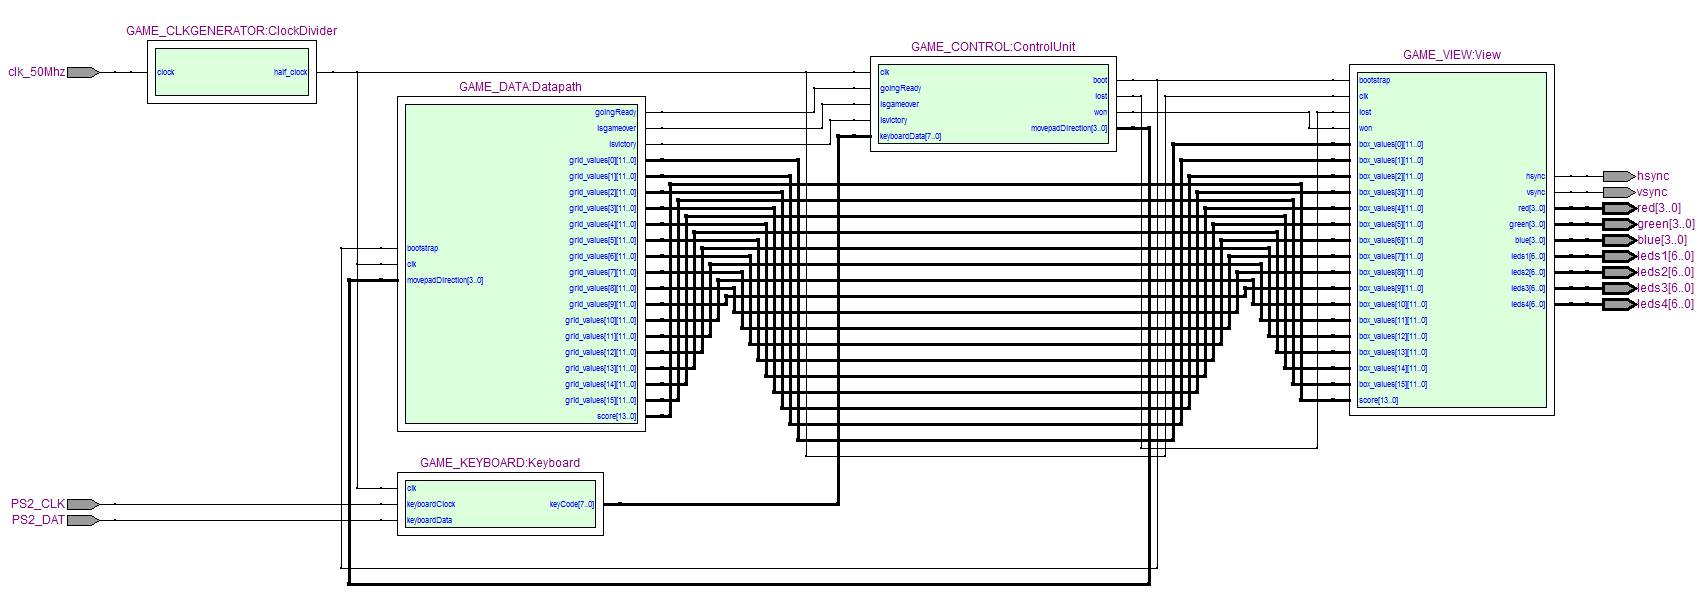 GAME_CLKGENERATOR:ClockDivider
clk_50Mhz
clock
half_clock
GAME_DATA:Datapath
goingReady
isgameover
isvictory
grid_values[0][11..0]
grid_values[1][11..0]
grid_values[2][11..0]
grid_values[3][11..0]
grid_values[4][11..0]
grid_values[5][11..0]
grid_values[6][11..0]
grid_values[7][11..0]
grid_values[8][11..0]
grid_values[9][11..0]
grid_values[10][11..0]
grid_values[11][11..0]
grid_values[12][11..0]
grid_values[13][11..0]
grid_values[14][11..0]
grid_values[15][11..0]
score[13..0]
bootstrap
clk
movepadDirection[3..0]
GAME_KEYBOARD:Keyboard
PS2_CLK
PS2_DAT
clk
keyboardClock
keyboardData
keyCode[7..0]
GAME_CONTROL:ControlUnit
clk
goingReady
isgameover
isvictory
keyboardData[7..0]
boot
lost
won
movepadDirection[3..0]
GAME_VIEW:View
bootstrap
clk
lost
won
box_values[0][11..0]
box_values[1][11..0]
box_values[2][11..0]
box_values[3][11..0]
box_values[4][11..0]
box_values[5][11..0]
box_values[6][11..0]
box_values[7][11..0]
box_values[8][11..0]
box_values[9][11..0]
box_values[10][11..0]
box_values[11][11..0]
box_values[12][11..0]
box_values[13][11..0]
box_values[14][11..0]
box_values[15][11..0]
score[13..0]
hsync
vsync
red[3..0]
green[3..0]
blue[3..0]
leds1[6..0]
leds2[6..0]
leds3[6..0]
leds4[6..0]
hsync
vsync
red[3..0]
green[3..0]
blue[3..0]
leds1[6..0]
leds2[6..0]
leds3[6..0]
leds4[6..0]